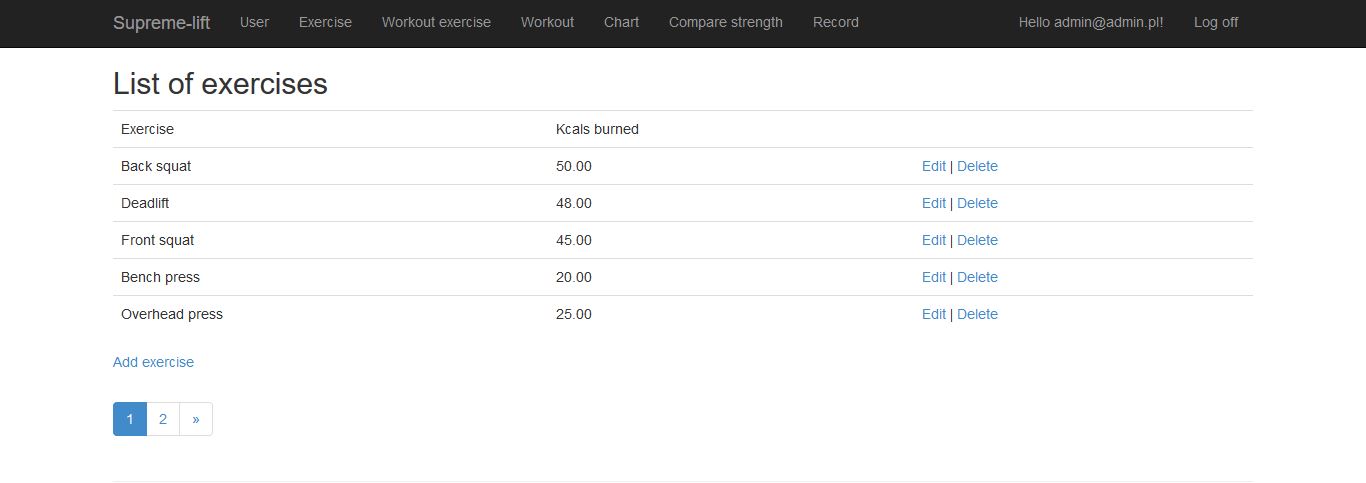 Supreme-lift User Exercise Workout exercise Workout Chart Compare strength Record Hello admin@admin.pl! Log off
List of exercises
Exercise Kcals burned
Back squat 50.00 Edit | Delete
Deadlift 48.00 Edit | Delete
Front squat 45.00 Edit | Delete
Bench press 20.00 Edit | Delete
Overhead press 25.00 Edit | Delete
Add exercise
1 2 »